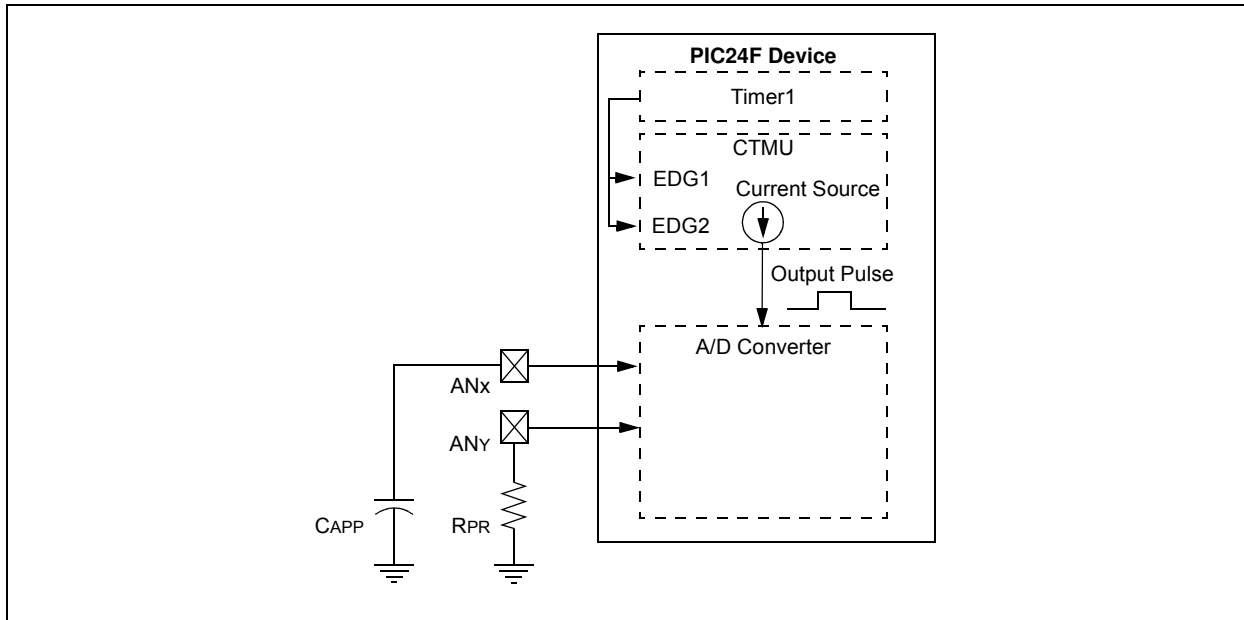 PIC24F Device
Timer1
CTMU
EDG1
Current Source
EDG2
Output Pulse
A/D Converter
ANx
ANY
CAPP
RPR